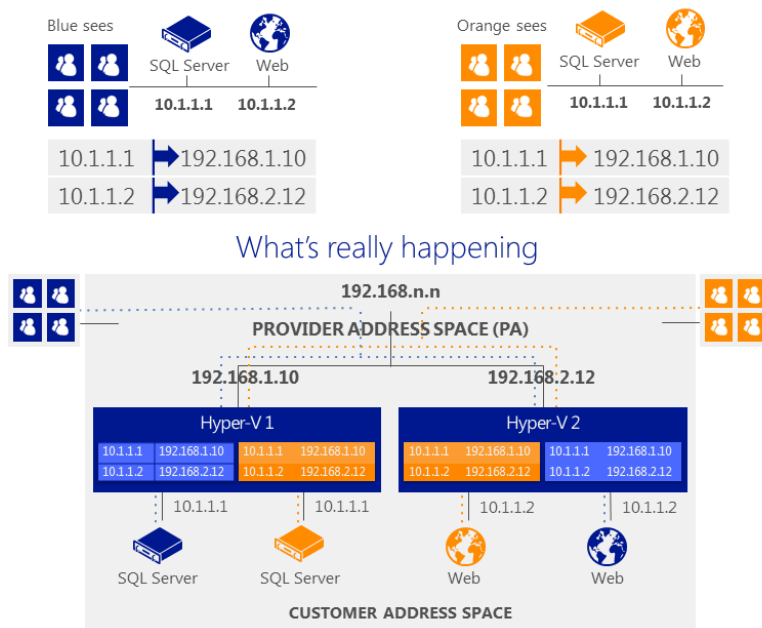 Blue sees
SQL Server Web
10.1.1.1 10.1.1.2
10.1.1.1 192.168.1.10
10.1.1.2 192.168.2.12
Orange sees
SQL Server Web
10.1.1.1 10.1.1.2
10.1.1.1 192.168.1.10
10.1.1.2 192.168.2.12
What's really happening
192.168.n.n
PROVIDER ADDRESS SPACE (PA)
192.168.1.10 192.168.2.12
Hyper-V 1
10.1.1.1 192.168.1.10 10.1.1.1 192.168.1.10
10.1.1.2 192.168.2.12 10.1.1.2 192.168.2.12
Hyper-V 2
10.1.1.1 192.168.1.10 10.1.1.1 192.168.1.10
10.1.1.2 192.168.2.12 10.1.1.2 192.168.2.12
10.1.1.1 10.1.1.1 10.1.1.2 10.1.1.2
SQL Server SQL Server Web Web
CUSTOMER ADDRESS SPACE